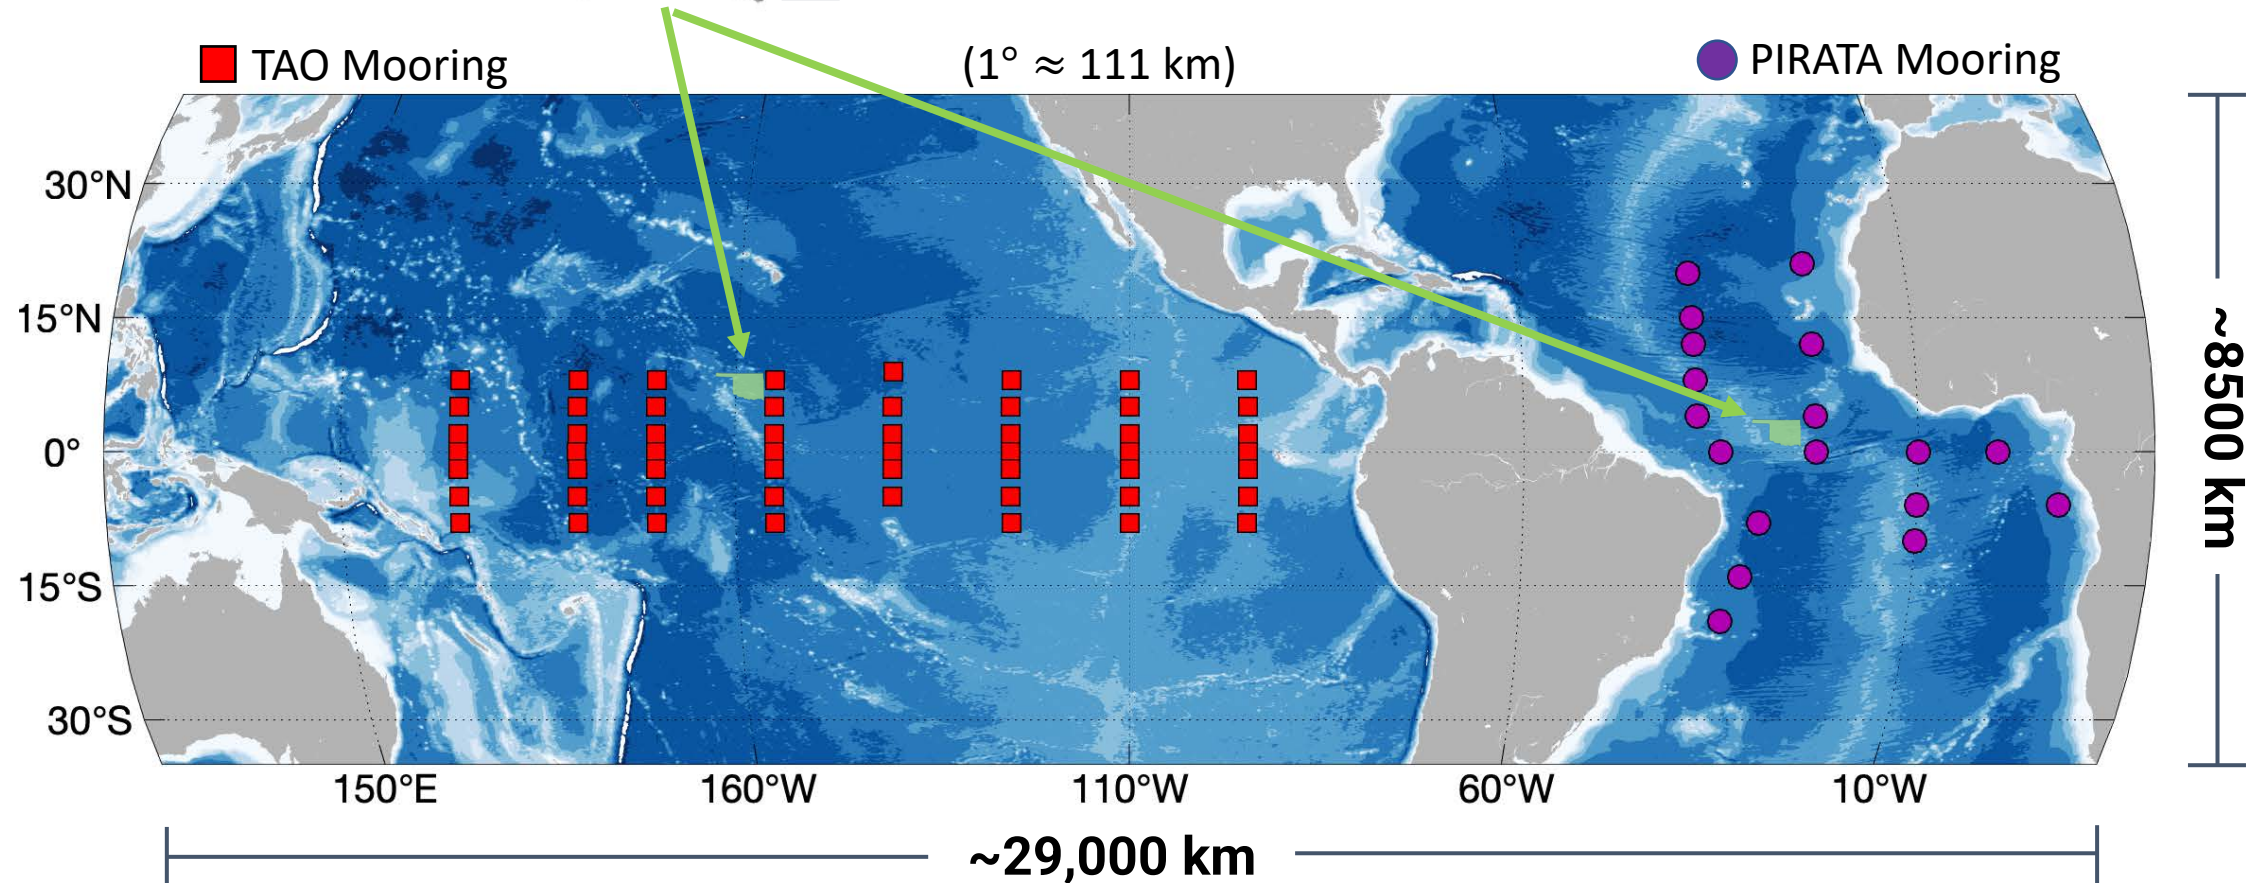 TAO Mooring
(1° ≈ 111 km)
PIRATA Mooring
30°N
15°N
0°
15°S
30°S
150°E
160°W
110°W
60°W
10°W
~8500 km
~29,000 km